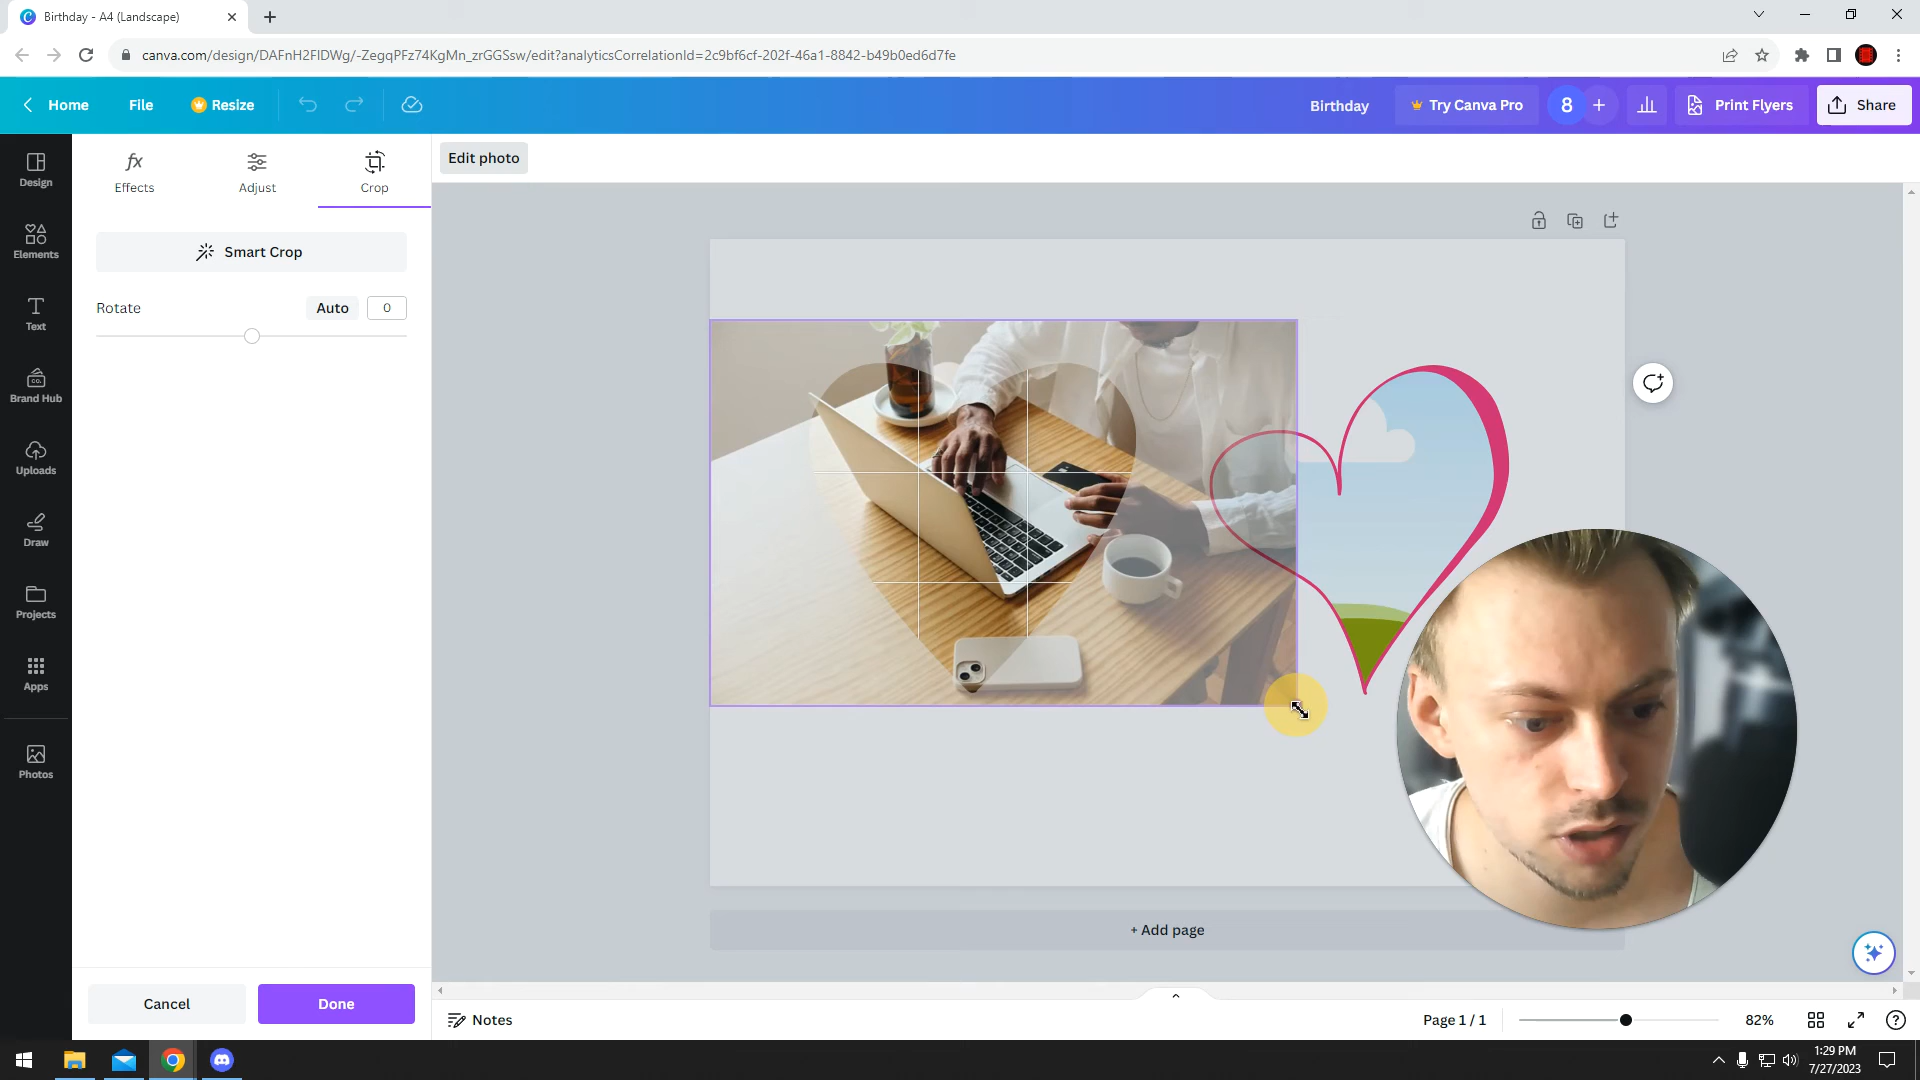 Birthday - A4 (Landscape)
canva.com/design/DAFnH2FIDWg/-ZegqPFz74KgMn_zrGGSsw/edit?analyticsCorrelationId=2c9bf6cf-202f-46a1-8842-b49b0ed6d7fe
Home File Resize Birthday Try Canva Pro 8 + Print Flyers Share
Design
Elements
Text
Brand Hub
CO.
Uploads
Draw
Projects
Apps
Photos
fx
Effects Adjust Crop
Smart Crop
Rotate Auto 0
Cancel Done
Edit photo
+ Add page
Notes Page 1 / 1 82%
1:29 PM
7/27/2023